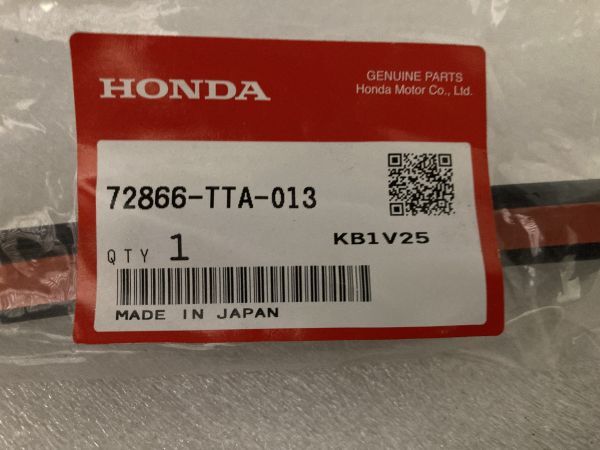 HONDA
GENUINE PARTS
Honda Motor Co., Ltd.
72866-TTA-013
QTY 1
KB1V25
MADE IN JAPAN